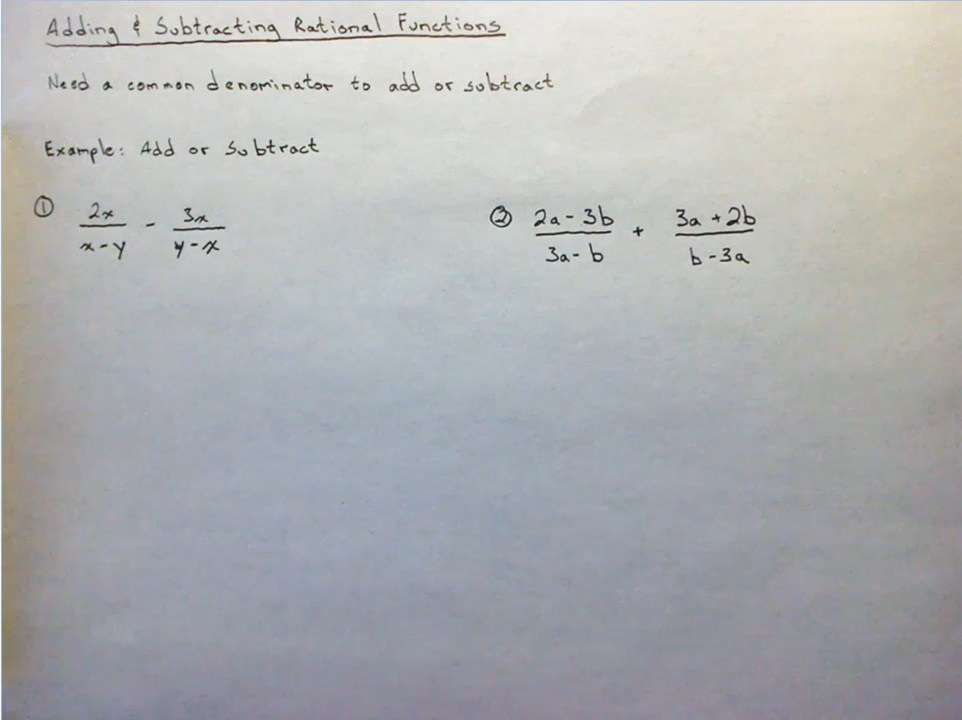 Adding & Subtracting Rational Functions
Need a common denominator to add or subtract
Example: Add or Subtract
① 2x/(x-y) - 3x/(y-x)
② (2a-3b)/(3a-b) + (3a+2b)/(b-3a)